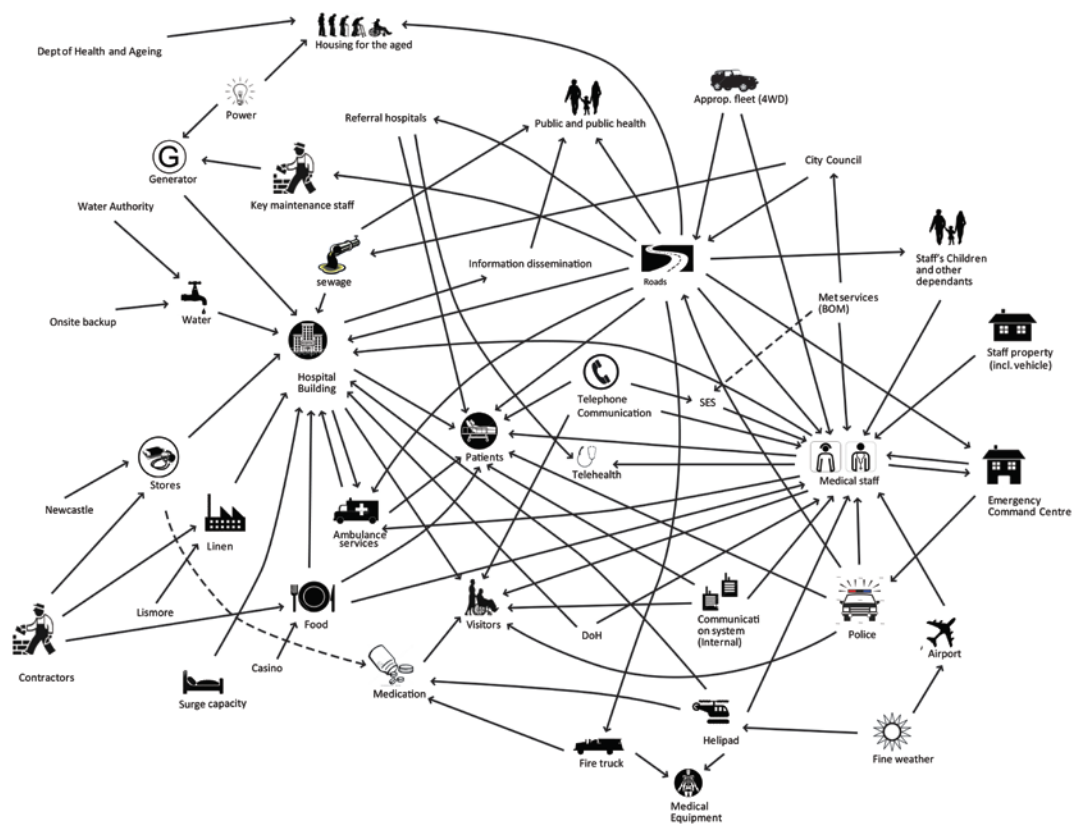 Dept of Health and Ageing
Housing for the aged
Power
Referral hospitals
Public and public health
Approp. fleet (4WD)
G
Generator
Key maintenance staff
City Council
Water Authority
sewage
Information dissemination
Roads
Staff's Children
and other
dependants
Onsite backup
Water
Met services
(BOM)
Hospital
Building
Staff property
(incl. vehicle)
Telephone
Communication
SES
Patients
Telehealth
Medical staff
Stores
Newcastle
Linen
Ambulance
services
Emergency
Command Centre
Lismore
Food
Visitors
DoH
Communicati
on system
(Internal)
Police
Airport
Contractors
Casino
Surge capacity
Medication
Helipad
Fire truck
Fine weather
Medical
Equipment